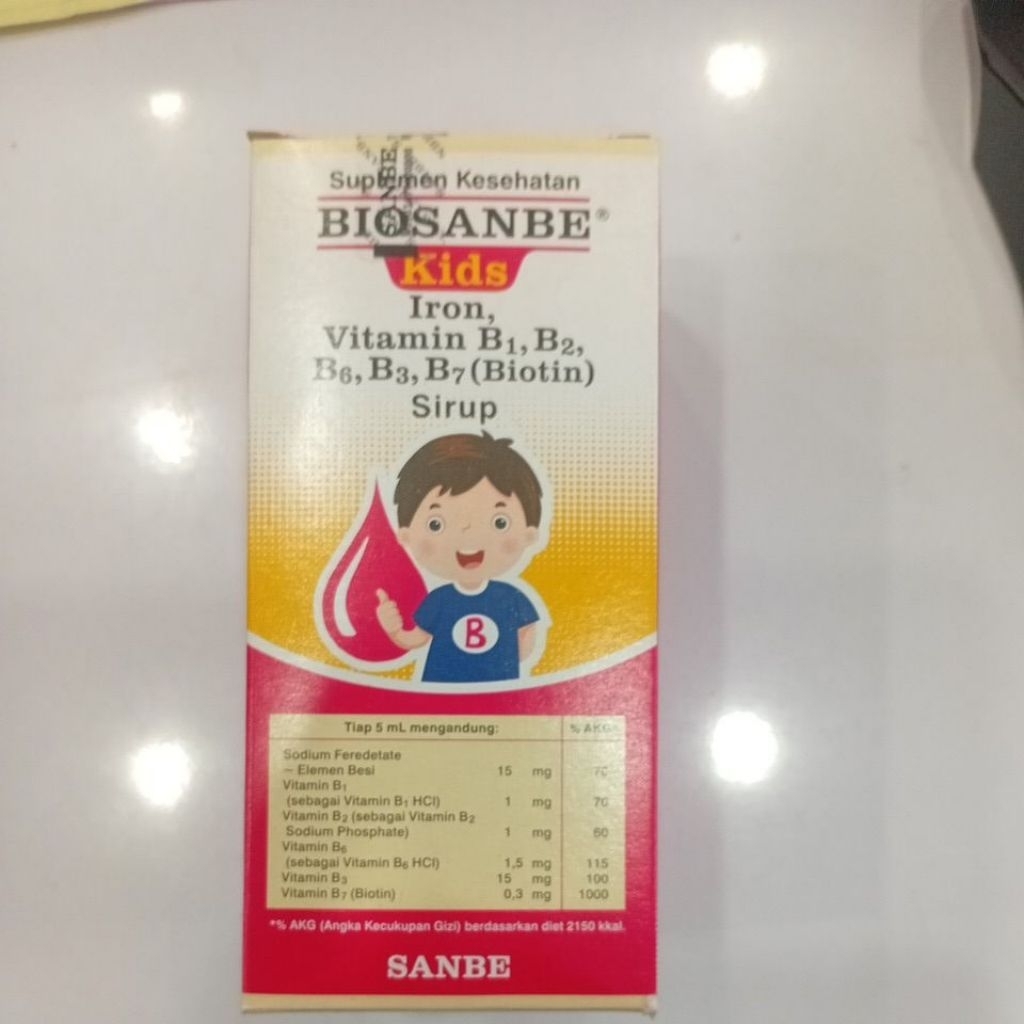 Suplemen Kesehatan
BIOSANBE®
Kids
Iron,
Vitamin B₁, B₂,
B₆, B₃, B₇ (Biotin)
Sirup
B
Tiap 5 mL mengandung: % AKG*
Sodium Feredetate
– Elemen Besi 15 mg 70
Vitamin B₁
(sebagai Vitamin B₁ HCl) 1 mg 70
Vitamin B₂ (sebagai Vitamin B₂
Sodium Phosphate) 1 mg 60
Vitamin B₆
(sebagai Vitamin B₆ HCl) 1,5 mg 115
Vitamin B₃ 15 mg 100
Vitamin B₇ (Biotin) 0,3 mg 1000
*% AKG (Angka Kecukupan Gizi) berdasarkan diet 2150 kkal.
SANBE